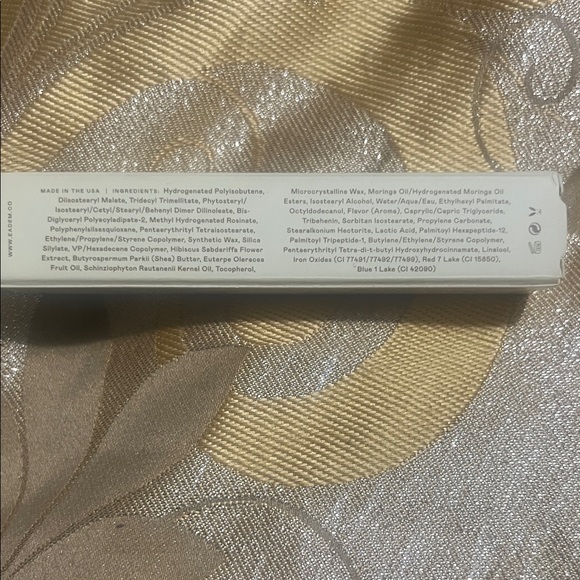 WWW.EADEM.CO
MADE IN THE USA | INGREDIENTS: Hydrogenated Polyisobutene,
Diisostearyl Malate, Tridecyl Trimellitate, Phytosteryl/
Isostearyl/Cetyl/Stearyl/Behenyl Dimer Dilinoleate, Bis-
Diglyceryl Polyacyladipate-2, Methyl Hydrogenated Rosinate,
Polyphenylsilsesquioxane, Pentaerythrityl Tetraisostearate,
Ethylene/Propylene/Styrene Copolymer, Synthetic Wax, Silica
Silylate, VP/Hexadecene Copolymer, Hibiscus Sabdariffa Flower
Extract, Butyrospermum Parkii (Shea) Butter, Euterpe Oleracea
Fruit Oil, Schinziophyton Rautanenii Kernel Oil, Tocopherol,
Microcrystalline Wax, Moringa Oil/Hydrogenated Moringa Oil
Esters, Isostearyl Alcohol, Water/Aqua/Eau, Ethylhexyl Palmitate,
Octyldodecanol, Flavor (Aroma), Caprylic/Capric Triglyceride,
Tribehenin, Sorbitan Isostearate, Propylene Carbonate,
Stearalkonium Hectorite, Lactic Acid, Palmitoyl Hexapeptide-12,
Palmitoyl Tripeptide-1, Butylene/Ethylene/Styrene Copolymer,
Pentaerythrityl Tetra-di-t-butyl Hydroxyhydrocinnamate, Linalool,
Iron Oxides (CI 77491/77492/77499), Red 7 Lake (CI 15850),
Blue 1 Lake (CI 42090)